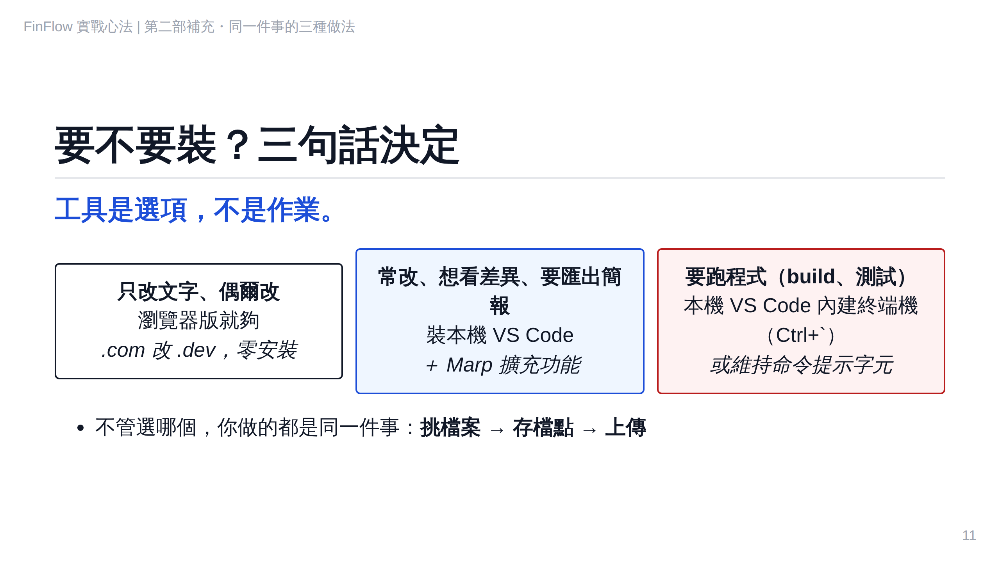 FinFlow 實戰心法 | 第二部補充・同一件事的三種做法
要不要裝？三句話決定
工具是選項，不是作業。
只改文字、偶爾改
瀏覽器版就夠
.com 改 .dev，零安裝
常改、想看差異、要匯出簡
報
裝本機 VS Code
＋ Marp 擴充功能
要跑程式（build、測試）
本機 VS Code 內建終端機
（Ctrl+`）
或維持命令提示字元
• 不管選哪個，你做的都是同一件事：挑檔案 → 存檔點 → 上傳
11